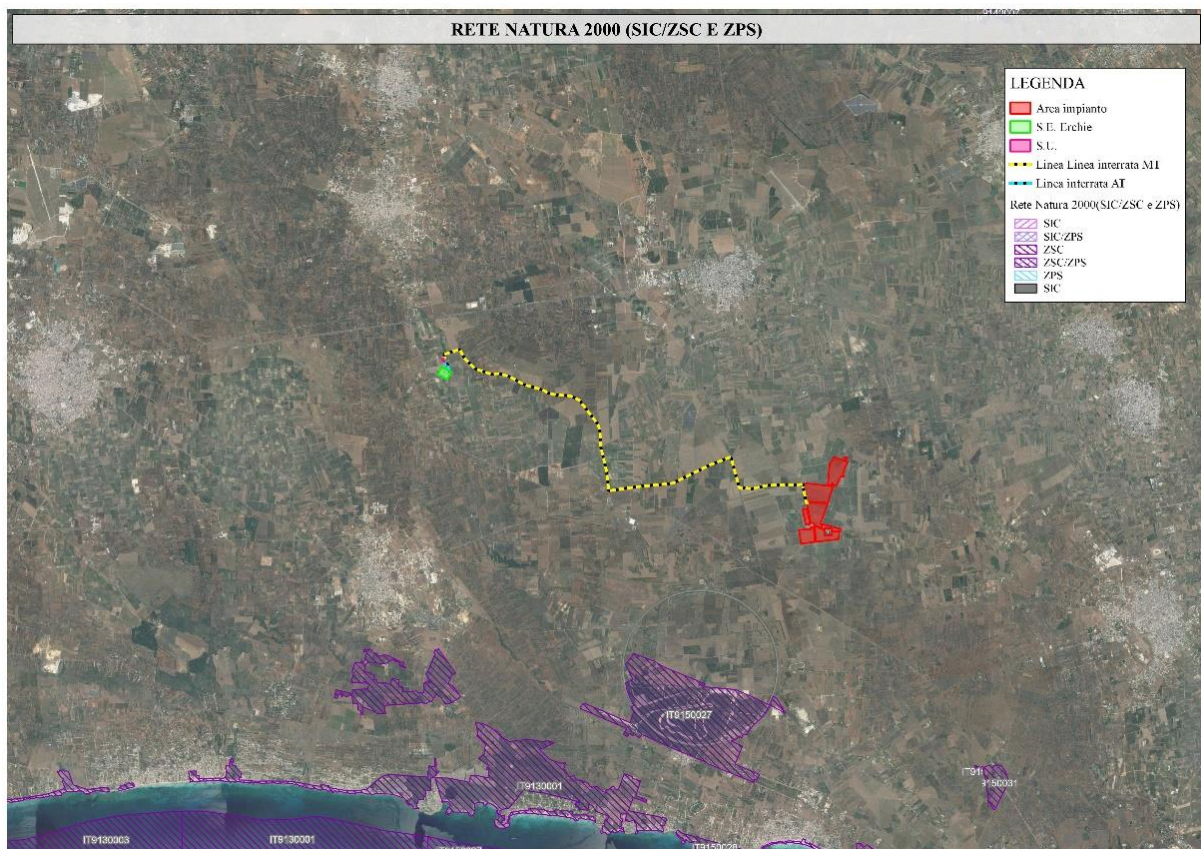 RETE NATURA 2000 (SIC/ZSC E ZPS)
LEGENDA
Area impianto
S.E. Erchie
S.U.
Linea Linea interrata MT
Linea interrata AT
Rete Natura 2000(SIC/ZSC e ZPS)
SIC
SIC/ZPS
ZSC
ZSC/ZPS
ZPS
SIC
IT9150027
IT9130001
IT9130003
IT9130001